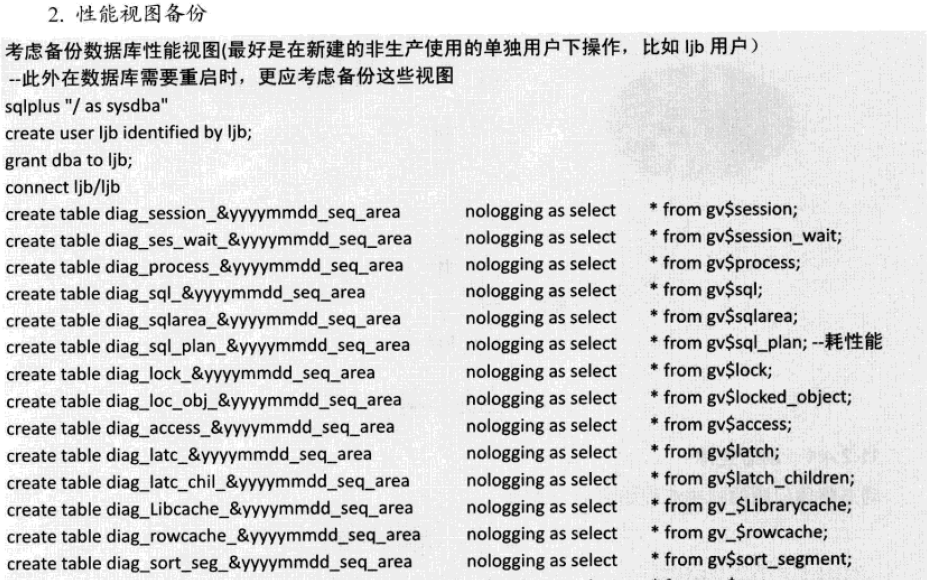 2. 性能视图备份
考虑备份数据库性能视图(最好是在新建的非生产使用的单独用户下操作，比如 ljb 用户）
--此外在数据库需要重启时，更应考虑备份这些视图
sqlplus "/ as sysdba"
create user ljb identified by ljb;
grant dba to ljb;
connect ljb/ljb
create table diag_session_&yyyymmdd_seq_area nologging as select * from gv$session;
create table diag_ses_wait_&yyyymmdd_seq_area nologging as select * from gv$session_wait;
create table diag_process_&yyyymmdd_seq_area nologging as select * from gv$process;
create table diag_sql_&yyyymmdd_seq_area nologging as select * from gv$sql;
create table diag_sqlarea_&yyyymmdd_seq_area nologging as select * from gv$sqlarea;
create table diag_sql_plan_&yyyymmdd_seq_area nologging as select * from gv$sql_plan; --耗性能
create table diag_lock_&yyyymmdd_seq_area nologging as select * from gv$lock;
create table diag_loc_obj_&yyyymmdd_seq_area nologging as select * from gv$locked_object;
create table diag_access_&yyyymmdd_seq_area nologging as select * from gv$access;
create table diag_latc_&yyyymmdd_seq_area nologging as select * from gv$latch;
create table diag_latc_chil_&yyyymmdd_seq_area nologging as select * from gv$latch_children;
create table diag_Libcache_&yyyymmdd_seq_area nologging as select * from gv_$Librarycache;
create table diag_rowcache_&yyyymmdd_seq_area nologging as select * from gv_$rowcache;
create table diag_sort_seg_&yyyymmdd_seq_area nologging as select * from gv$sort_segment;